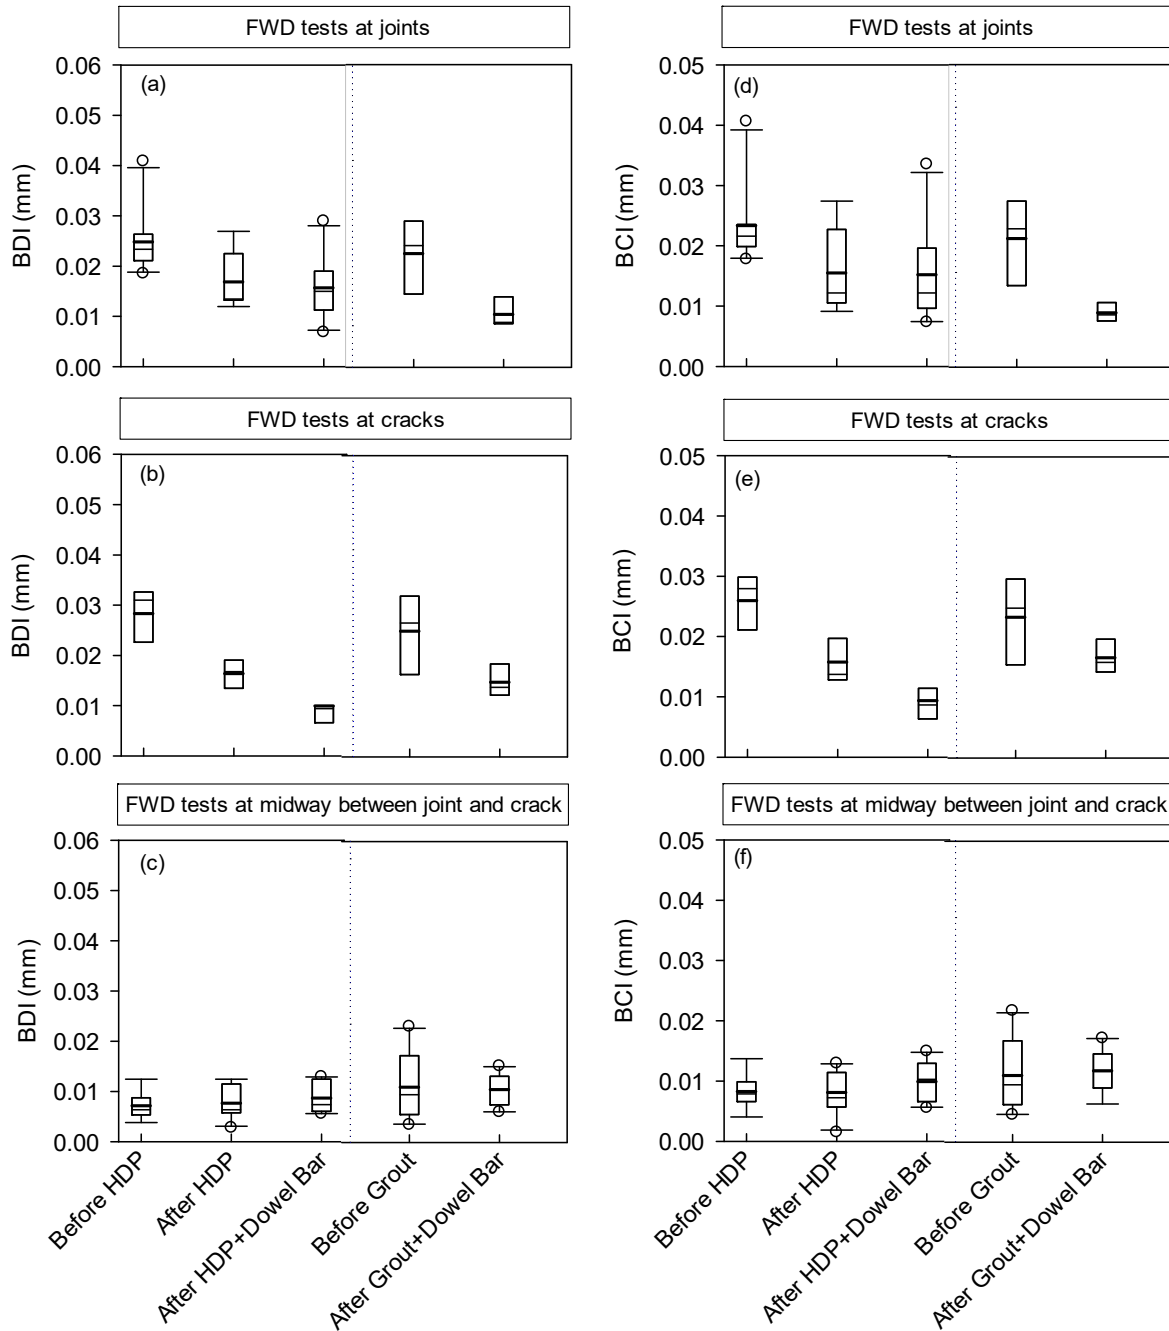 FWD tests at joints
(a)
BDI (mm)
0.06
0.05
0.04
0.03
0.02
0.01
0.00
FWD tests at joints
(d)
BCI (mm)
0.05
0.04
0.03
0.02
0.01
0.00
FWD tests at cracks
(b)
BDI (mm)
0.06
0.05
0.04
0.03
0.02
0.01
0.00
FWD tests at cracks
(e)
BCI (mm)
0.05
0.04
0.03
0.02
0.01
0.00
FWD tests at midway between joint and crack
(c)
BDI (mm)
0.06
0.05
0.04
0.03
0.02
0.01
0.00
Before HDP
After HDP
After HDP+Dowel Bar
Before Grout
After Grout+Dowel Bar
FWD tests at midway between joint and crack
(f)
BCI (mm)
0.05
0.04
0.03
0.02
0.01
0.00
Before HDP
After HDP
After HDP+Dowel Bar
Before Grout
After Grout+Dowel Bar